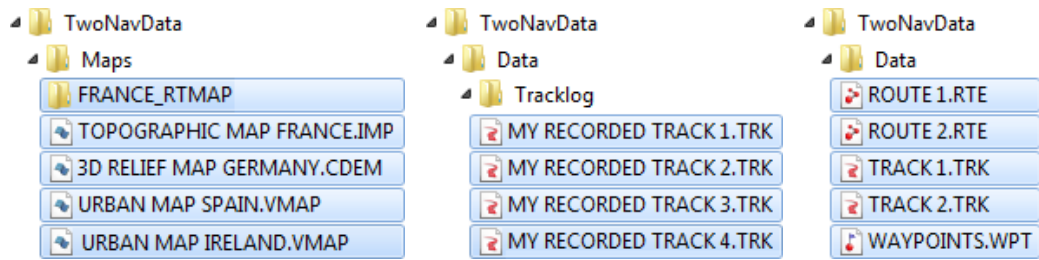 TwoNavData
Maps
FRANCE_RTMAP
TOPOGRAPHIC MAP FRANCE.IMP
3D RELIEF MAP GERMANY.CDEM
URBAN MAP SPAIN.VMAP
URBAN MAP IRELAND.VMAP
TwoNavData
Data
Tracklog
MY RECORDED TRACK 1.TRK
MY RECORDED TRACK 2.TRK
MY RECORDED TRACK 3.TRK
MY RECORDED TRACK 4.TRK
TwoNavData
Data
ROUTE 1.RTE
ROUTE 2.RTE
TRACK 1.TRK
TRACK 2.TRK
WAYPOINTS.WPT